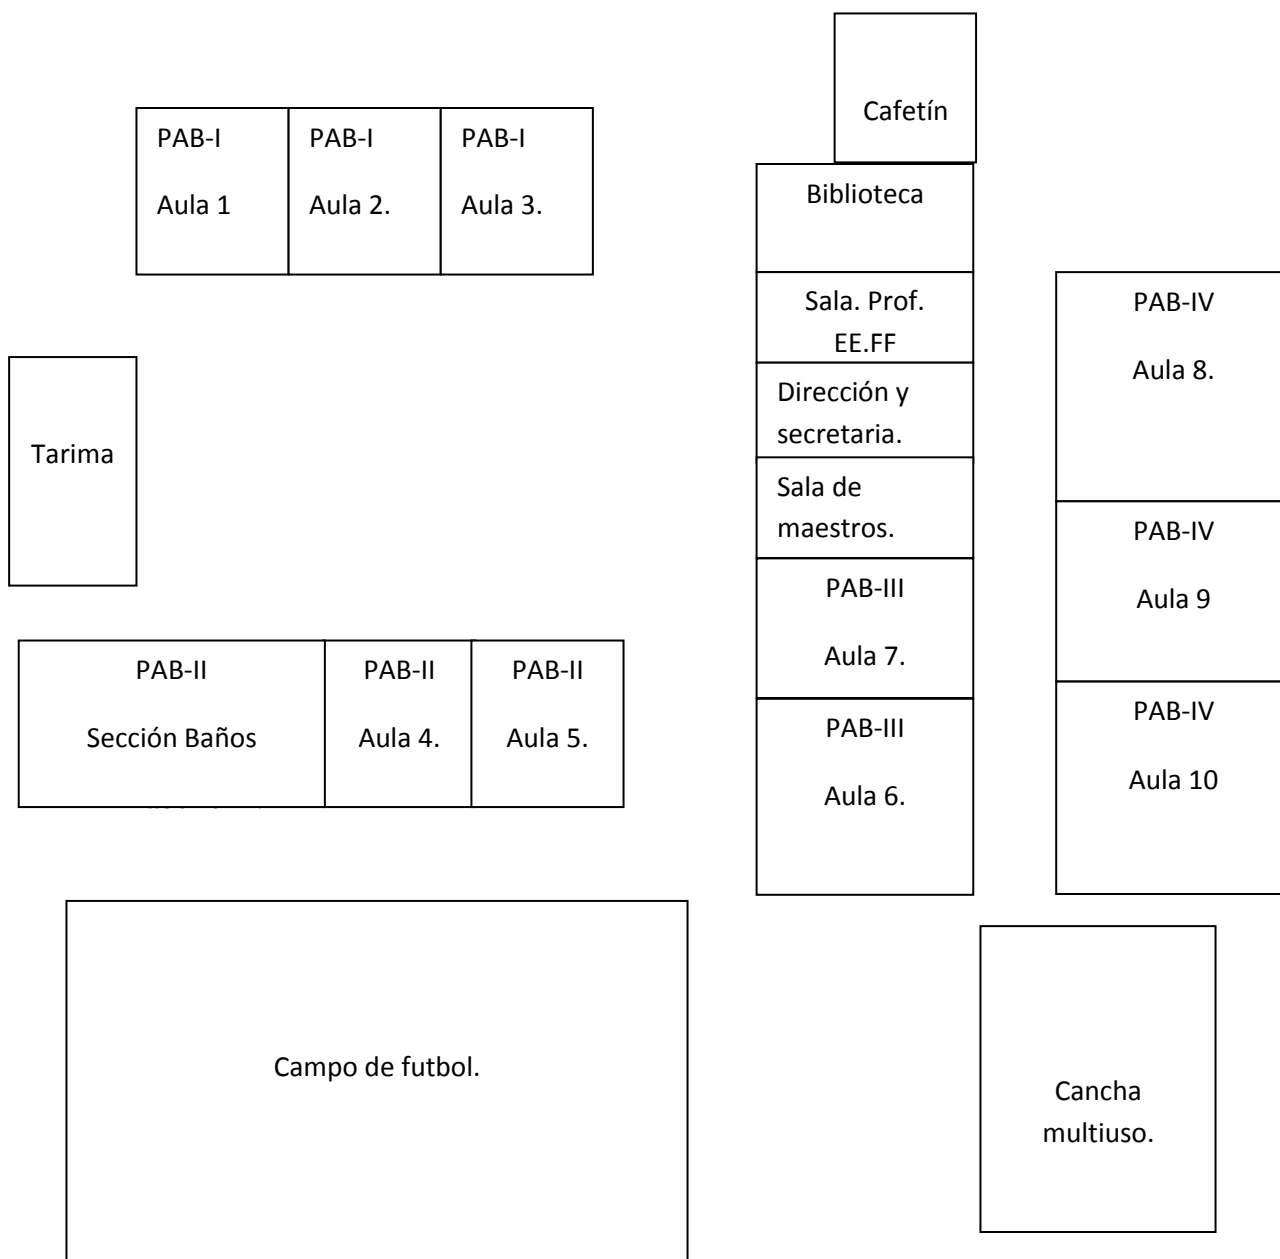 Cafetín
PAB-I
Aula 1
PAB-I
Aula 2.
PAB-I
Aula 3.
Biblioteca
Sala. Prof.
EE.FF
Dirección y
secretaria.
Sala de
maestros.
PAB-III
Aula 7.
PAB-III
Aula 6.
PAB-IV
Aula 8.
PAB-IV
Aula 9
PAB-IV
Aula 10
Tarima
PAB-II
Sección Baños
PAB-II
Aula 4.
PAB-II
Aula 5.
Campo de futbol.
Cancha
multiuso.